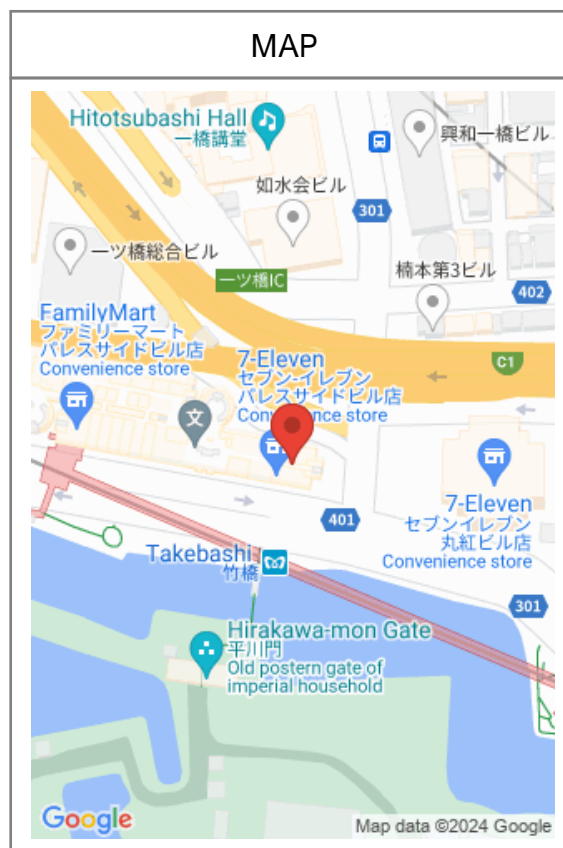 MAP
Hitotsubashi Hall
一橋講堂
興和一橋ビル
如水会ビル
301
一ツ橋総合ビル
一ツ橋IC
楠本第3ビル
402
FamilyMart
ファミリーマート
パレスサイドビル店
Convenience store
7-Eleven
セブン-イレブン
パレスサイドビル店
Convenience store
C1
文
7-Eleven
セブンイレブン
丸紅ビル店
Convenience store
401
Takebashi
竹橋
301
Hirakawa-mon Gate
平川門
Old postern gate of
imperial household
Google
Map data ©2024 Google